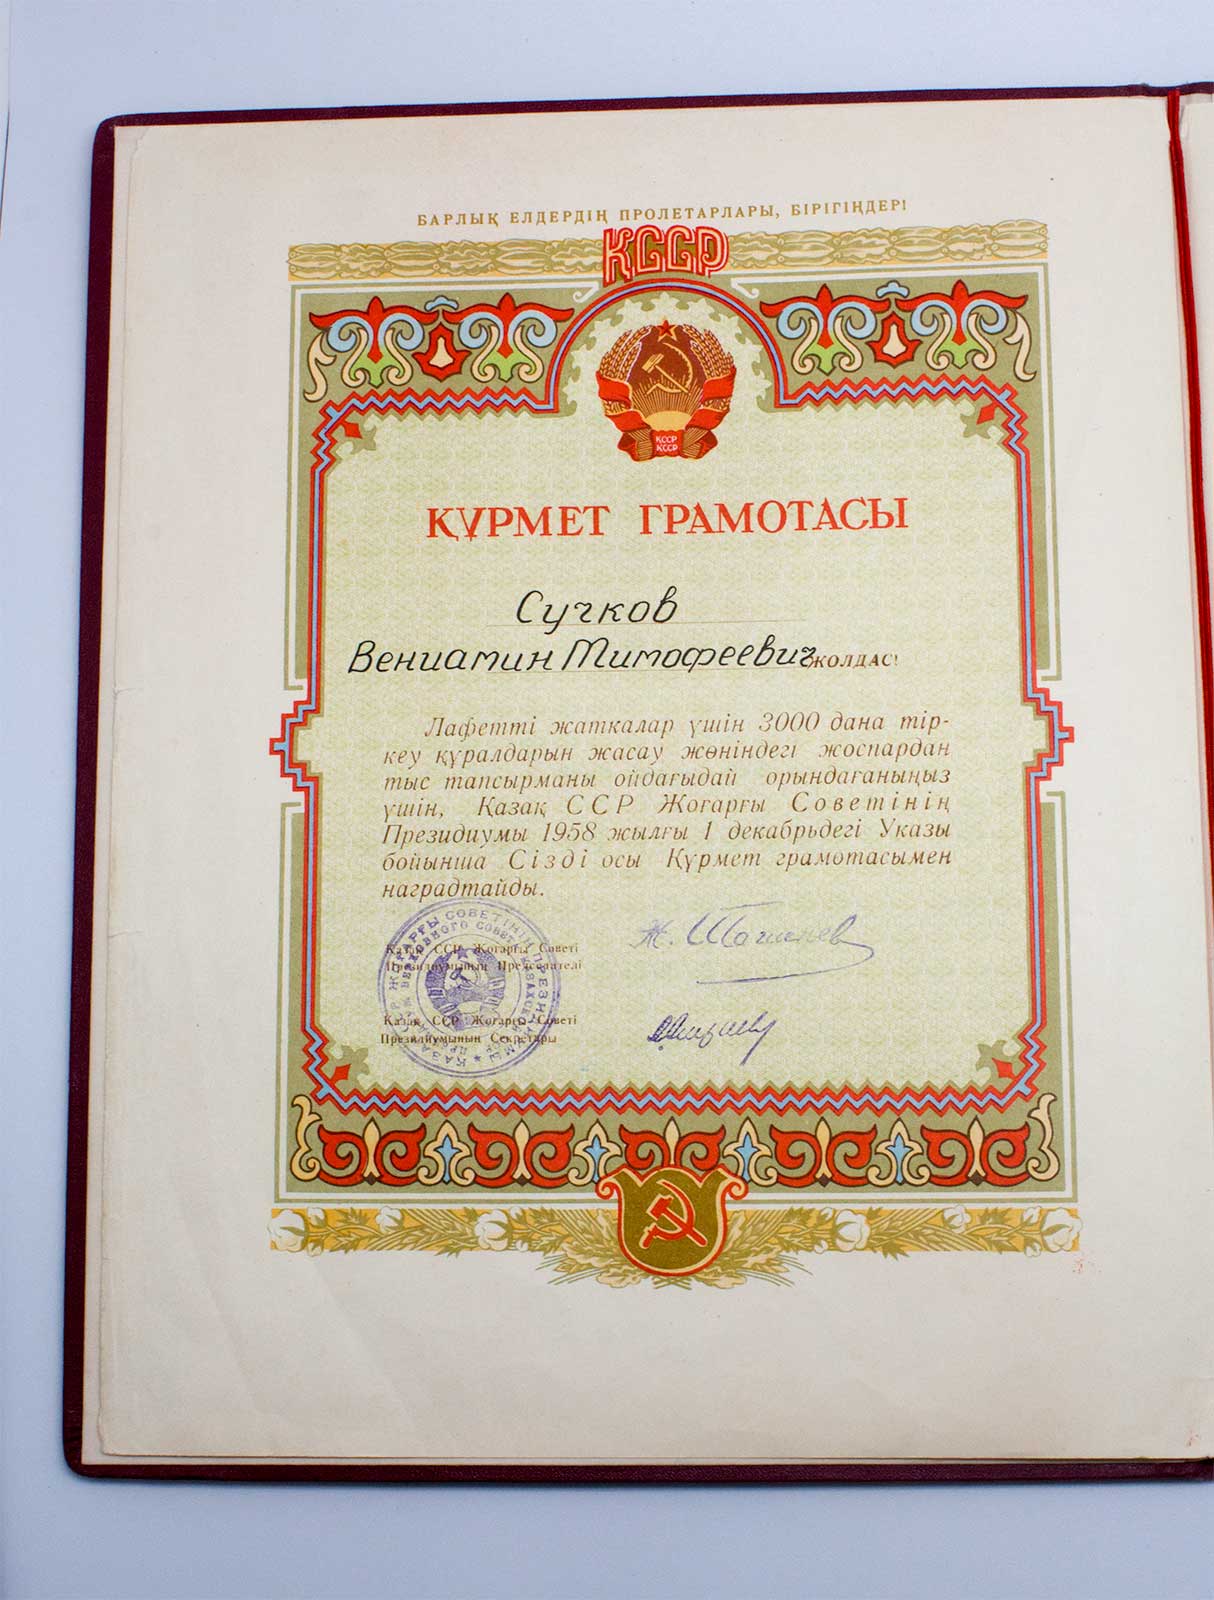 БАРЛЫҚ ЕЛДЕРДІҢ ПРОЛЕТАРЛАРЫ, БІРІГІҢДЕР!
ҚССР
ҚССР
КССР
ҚҰРМЕТ ГРАМОТАСЫ
Сучков
Вениамин Тимофеевич ЖОЛДАС!
Лафетті жаткалар үшін 3000 дана тір-
кеу құралдарын жасау жөніндегі жоспардан
тыс тапсырманы ойдағыдай орындағаныңыз
үшін, Қазақ ССР Жоғарғы Советінің
Президиумы 1958 жылғы 1 декабрьдегі Указы
бойынша Сізді осы Құрмет грамотасымен
наградтайды.
Қазақ ССР Жоғарғы Советі
Президиумының Председателі
Ж. Ташенев
Қазақ ССР Жоғарғы Советі
Президиумының Секретары